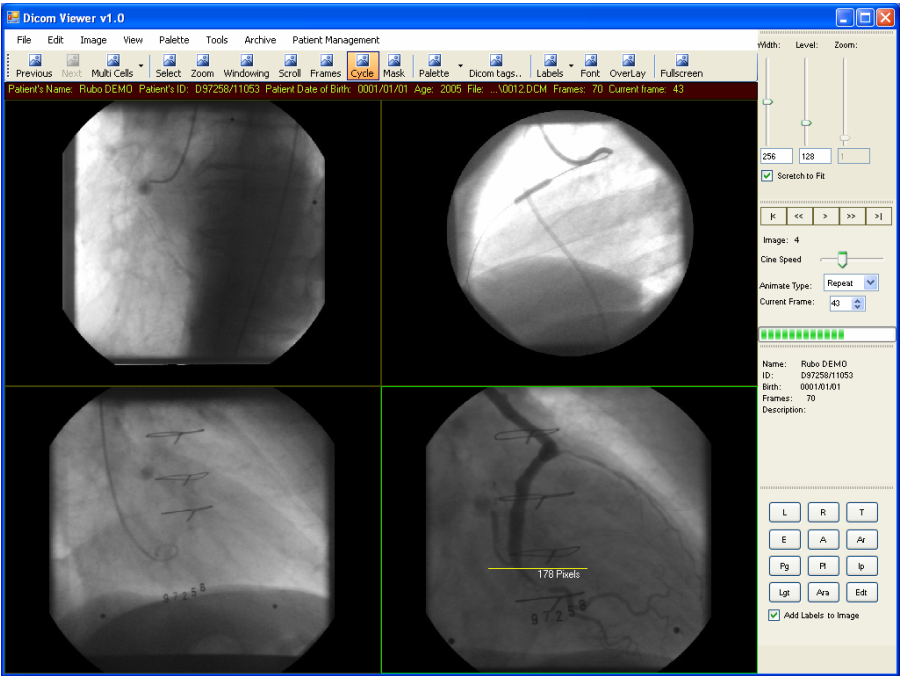 Dicom Viewer v1.0
File Edit Image View Palette Tools Archive Patient Management
Previous Next Multi Cells Select Zoom Windowing Scroll Frames Cycle Mask Palette Dicom tags.. Labels Font OverLay Fullscreen
Patient's Name: Rubo DEMO Patient's ID: D97258/11053 Patient Date of Birth: 0001/01/01 Age: 2005 File: ...\0012.DCM Frames: 70 Current frame: 43
97258
178 Pixels
97258
Width: Level: Zoom:
256 128 1
Scretch to Fit
|< << > >> >|
Image: 4
Cine Speed
Animate Type: Repeat
Current Frame: 43
Name: Rubo DEMO
ID: D97258/11053
Birth: 0001/01/01
Frames: 70
Description:
L R T
E A Ar
Pg Pl Ip
Lgt Ara Edt
Add Labels to Image